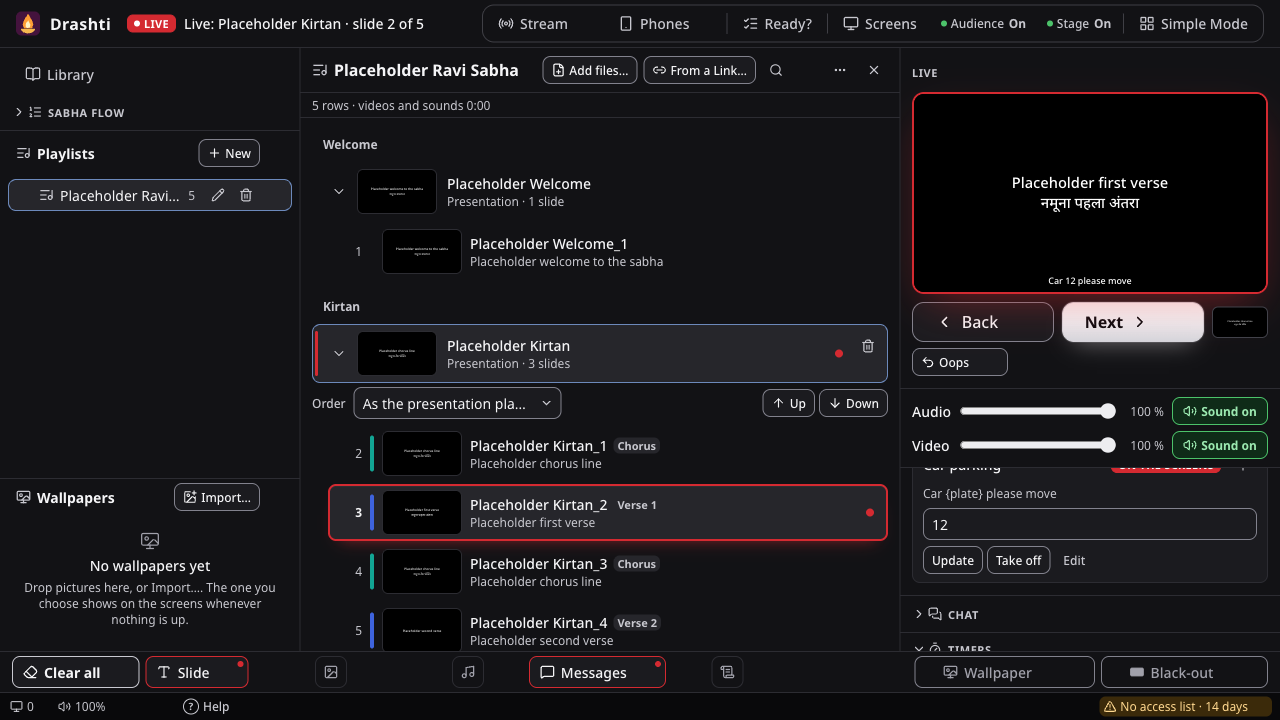 Drashti
LIVE
Live: Placeholder Kirtan · slide 2 of 5
Stream
Phones
Ready?
Screens
Audience On
Stage On
Simple Mode
Library
SABHA FLOW
Playlists
New
Placeholder Ravi... 5
Wallpapers
Import...
No wallpapers yet
Drop pictures here, or Import.... The one you
choose shows on the screens whenever
nothing is up.
Placeholder Ravi Sabha
Add files...
From a Link...
5 rows · videos and sounds 0:00
Welcome
Placeholder Welcome
Presentation · 1 slide
1
Placeholder Welcome_1
Placeholder welcome to the sabha
Kirtan
Placeholder Kirtan
Presentation · 3 slides
Order
As the presentation pla...
Up
Down
2
Placeholder Kirtan_1 Chorus
Placeholder chorus line
3
Placeholder Kirtan_2 Verse 1
Placeholder first verse
4
Placeholder Kirtan_3 Chorus
Placeholder chorus line
5
Placeholder Kirtan_4 Verse 2
Placeholder second verse
LIVE
Placeholder first verse
नमूना पहला अंतरा
Car 12 please move
Back
Next
Oops
Audio 100 % Sound on
Video 100 % Sound on
Car parking
Car {plate} please move
12
Update
Take off
Edit
CHAT
TIMERS
Clear all
Slide
Messages
Wallpaper
Black-out
0
100%
Help
No access list · 14 days